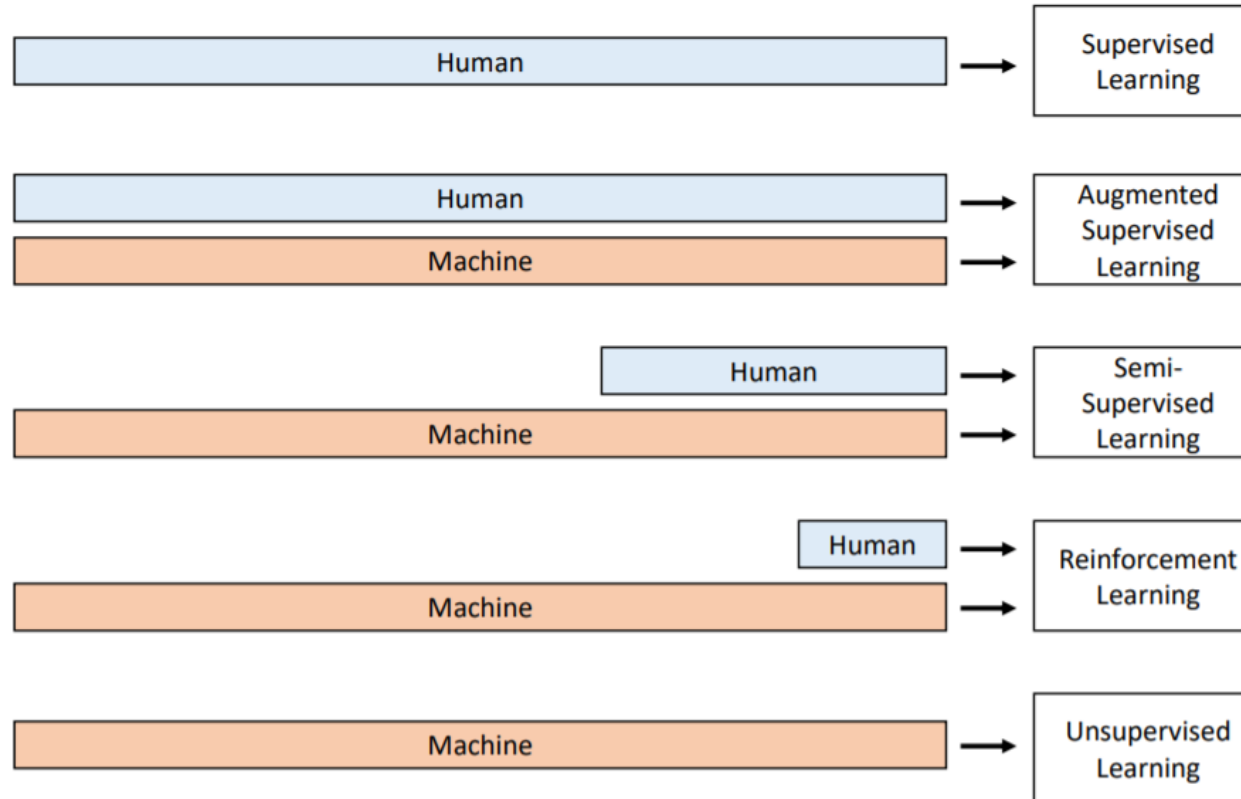 Human
Supervised
Learning
Human
Machine
Augmented
Supervised
Learning
Human
Machine
Semi-
Supervised
Learning
Human
Machine
Reinforcement
Learning
Machine
Unsupervised
Learning